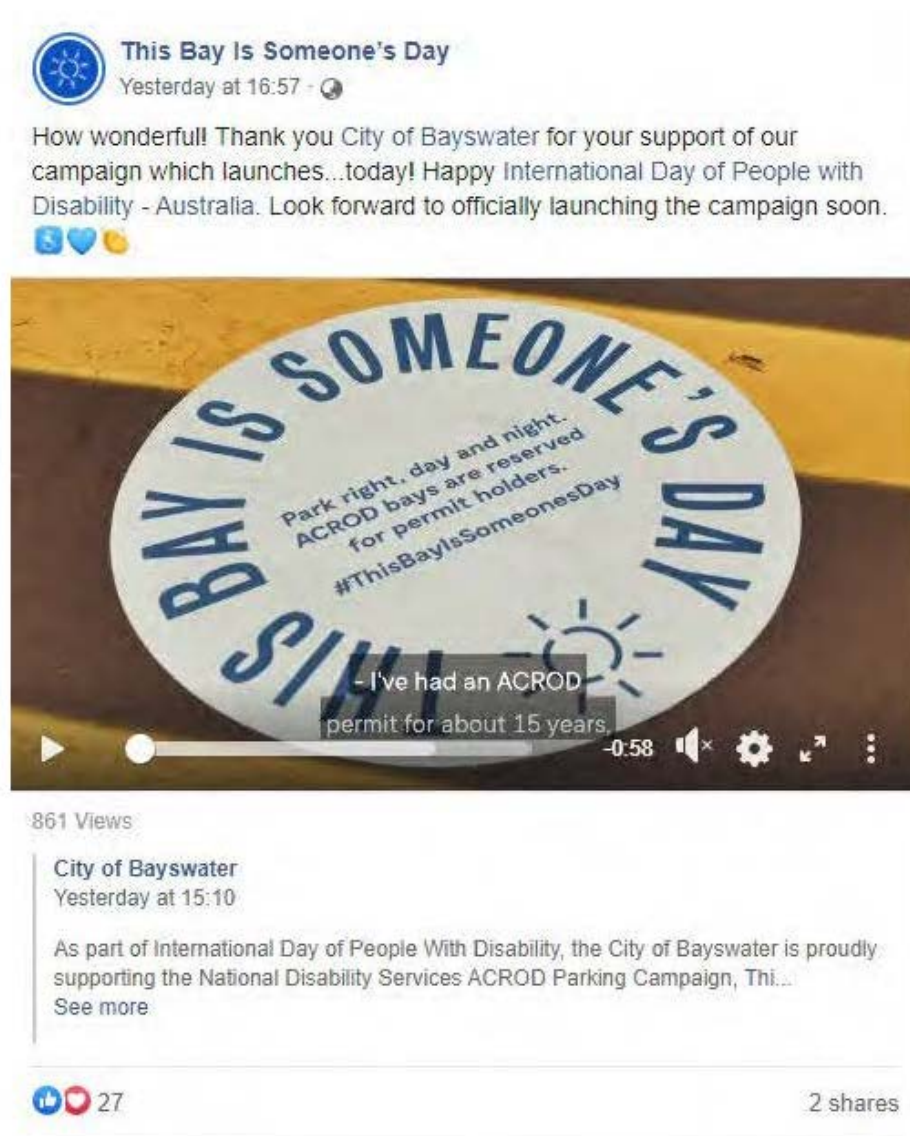 This Bay Is Someone's Day
Yesterday at 16:57 ·
How wonderful! Thank you City of Bayswater for your support of our
campaign which launches...today! Happy International Day of People with
Disability - Australia. Look forward to officially launching the campaign soon.
THIS BAY IS SOMEONE'S DAY
Park right, day and night.
ACROD bays are reserved
for permit holders.
#ThisBayIsSomeonesDay
- I've had an ACROD
permit for about 15 years,
-0:58
861 Views
City of Bayswater
Yesterday at 15:10
As part of International Day of People With Disability, the City of Bayswater is proudly
supporting the National Disability Services ACROD Parking Campaign, Thi...
See more
27
2 shares